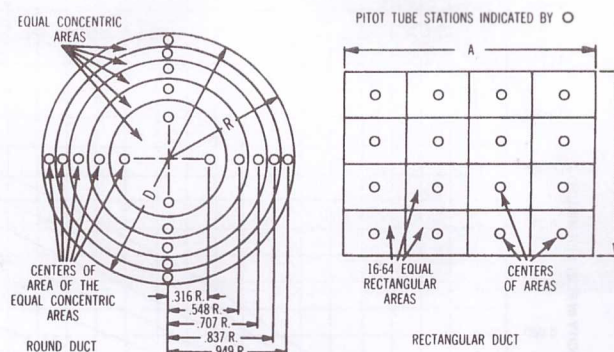 EQUAL CONCENTRIC
AREAS
R
D
CENTERS OF
AREA OF THE
EQUAL CONCENTRIC
AREAS
.316 R.
.548 R.
.707 R.
.837 R.
.949 R.
ROUND DUCT
PITOT TUBE STATIONS INDICATED BY O
A
16-64 EQUAL
RECTANGULAR
AREAS
CENTERS
OF AREAS
RECTANGULAR DUCT